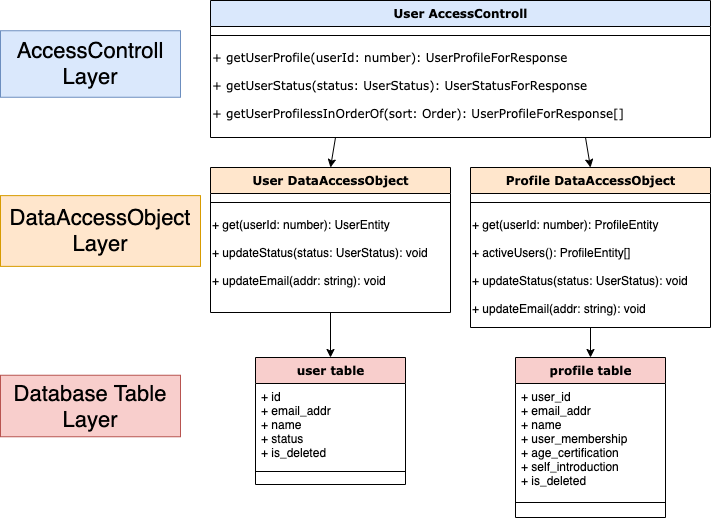 User AccessControll
AccessControll
Layer
+ getUserProfile(userId: number): UserProfileForResponse
+ getUserStatus(status: UserStatus): UserStatusForResponse
+ getUserProfilessInOrderOf(sort: Order): UserProfileForResponse[]
DataAccessObject
Layer
User DataAccessObject
+ get(userId: number): UserEntity
+ updateStatus(status: UserStatus): void
+ updateEmail(addr: string): void
Profile DataAccessObject
+ get(userId: number): ProfileEntity
+ activeUsers(): ProfileEntity[]
+ updateStatus(status: UserStatus): void
+ updateEmail(addr: string): void
Database Table
Layer
user table
+ id
+ email_addr
+ name
+ status
+ is_deleted
profile table
+ user_id
+ email_addr
+ name
+ user_membership
+ age_certification
+ self_introduction
+ is_deleted